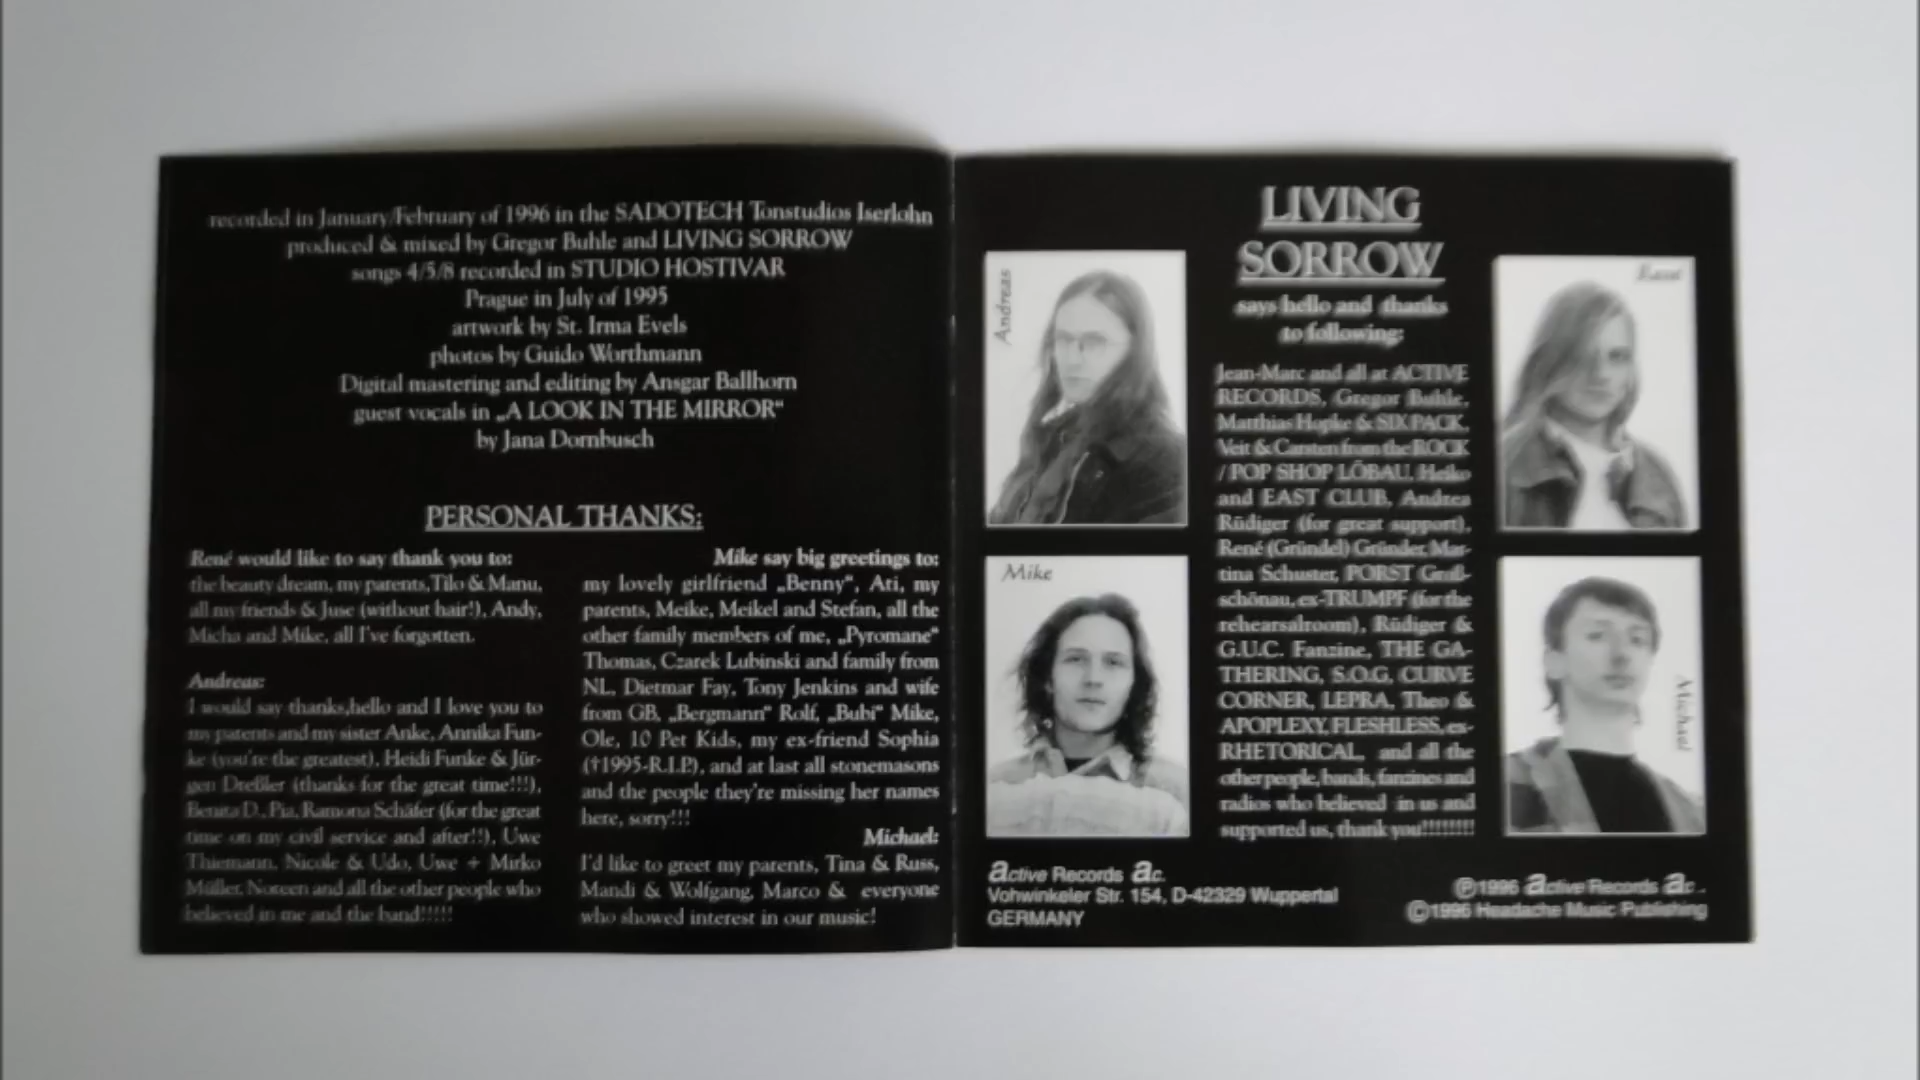 recorded in January/February of 1996 in the SADOTECH Tonstudios Iserlohn
produced & mixed by Gregor Buhle and LIVING SORROW
songs 4/5/8 recorded in STUDIO HOSTIVAR
Prague in July of 1995
artwork by St. Irma Evels
photos by Guido Worthmann
Digital mastering and editing by Ansgar Ballhorn
guest vocals in „A LOOK IN THE MIRROR“
by Jana Dornbusch
PERSONAL THANKS:
René would like to say thank you to:
the beauty dream, my parents, Tilo & Manu,
all my friends & Juse (without hair!), Andy,
Micha and Mike, all I've forgotten.
Andreas:
I would say thanks,hello and I love you to
my parents and my sister Anke, Annika Fun-
ke (you're the greatest), Heidi Funke & Jür-
gen Dreßler (thanks for the great time!!!),
Benita D., Pia, Ramona Schäfer (for the great
time on my civil service and after!!), Uwe
Thiemann, Nicole & Udo, Uwe + Mirko
Müller, Noreen and all the other people who
believed in me and the band!!!!!
Mike say big greetings to:
my lovely girlfriend „Benny“, Ati, my
parents, Meike, Meikel and Stefan, all the
other family members of me, „Pyromane“
Thomas, Czarek Lubinski and family from
NL, Dietmar Fay, Tony Jenkins and wife
from GB, „Bergmann“ Rolf, „Bubi“ Mike,
Ole, 10 Pet Kids, my ex-friend Sophia
(†1995-R.I.P.), and at last all stonemasons
and the people they're missing her names
here, sorry!!!
Michael:
I'd like to greet my parents, Tina & Russ,
Mandi & Wolfgang, Marco & everyone
who showed interest in our music!
LIVING
SORROW
says hello and thanks
to following:
Jean-Marc and all at ACTIVE
RECORDS, Gregor Buhle,
Matthias Hopke & SIX PACK,
Veit & Carsten from the ROCK
/ POP SHOP LÖBAU, Heiko
and EAST CLUB, Andrea
Rüdiger (for great support),
René (Gründel) Gründer, Mar-
tina Schuster, PORST Groß-
schönau, ex-TRUMPF (for the
rehearsalroom), Rüdiger &
G.U.C. Fanzine, THE GA-
THERING, S.O.G, CURVE
CORNER, LEPRA, Theo &
APOPLEXY, FLESHLESS, ex-
RHETORICAL, and all the
other people, bands, fanzines and
radios who believed in us and
supported us, thank you!!!!!!!!!
Andreas
René
Mike
Michael
active Records ac.
Vohwinkeler Str. 154, D-42329 Wuppertal
GERMANY
Ⓟ1996 active Records ac.
©1996 Headache Music Publishing